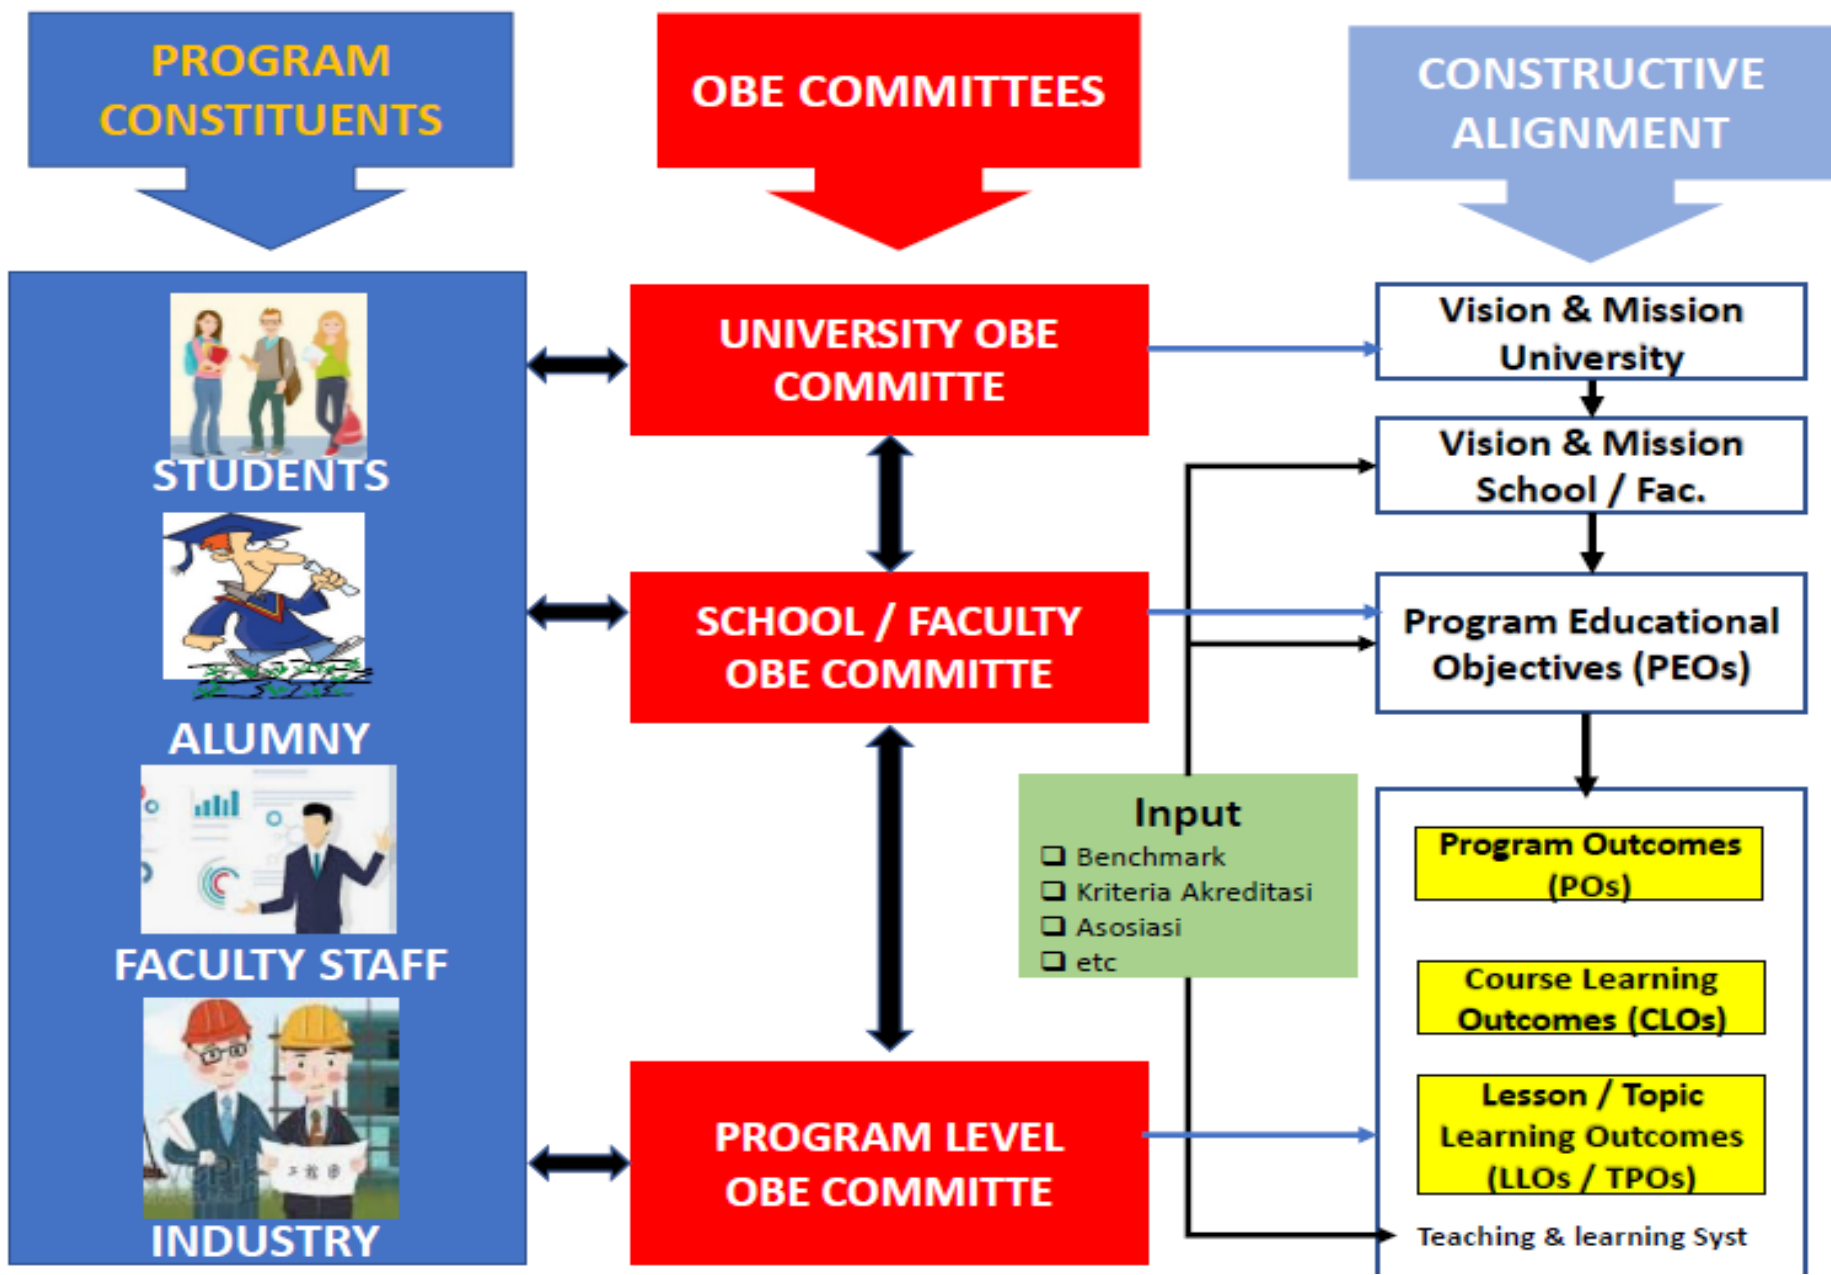 PROGRAM
CONSTITUENTS
OBE COMMITTEES
CONSTRUCTIVE
ALIGNMENT
STUDENTS
ALUMNY
FACULTY STAFF
INDUSTRY
UNIVERSITY OBE
COMMITTE
SCHOOL / FACULTY
OBE COMMITTE
PROGRAM LEVEL
OBE COMMITTE
Input
❑ Benchmark
❑ Kriteria Akreditasi
❑ Asosiasi
❑ etc
Vision & Mission
University
Vision & Mission
School / Fac.
Program Educational
Objectives (PEOs)
Program Outcomes
(POs)
Course Learning
Outcomes (CLOs)
Lesson / Topic
Learning Outcomes
(LLOs / TPOs)
Teaching & learning Syst